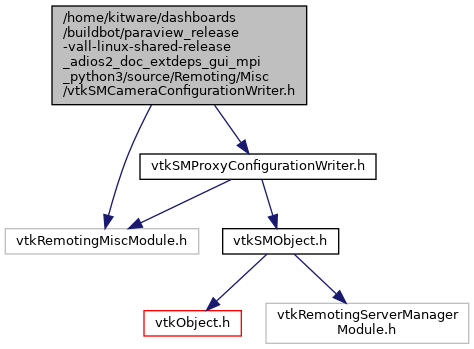 /home/kitware/dashboards
/buildbot/paraview_release
-vall-linux-shared-release
_adios2_doc_extdeps_gui_mpi
_python3/source/Remoting/Misc
/vtkSMCameraConfigurationWriter.h
vtkSMProxyConfigurationWriter.h
vtkRemotingMiscModule.h
vtkSMObject.h
vtkObject.h
vtkRemotingServerManager
Module.h